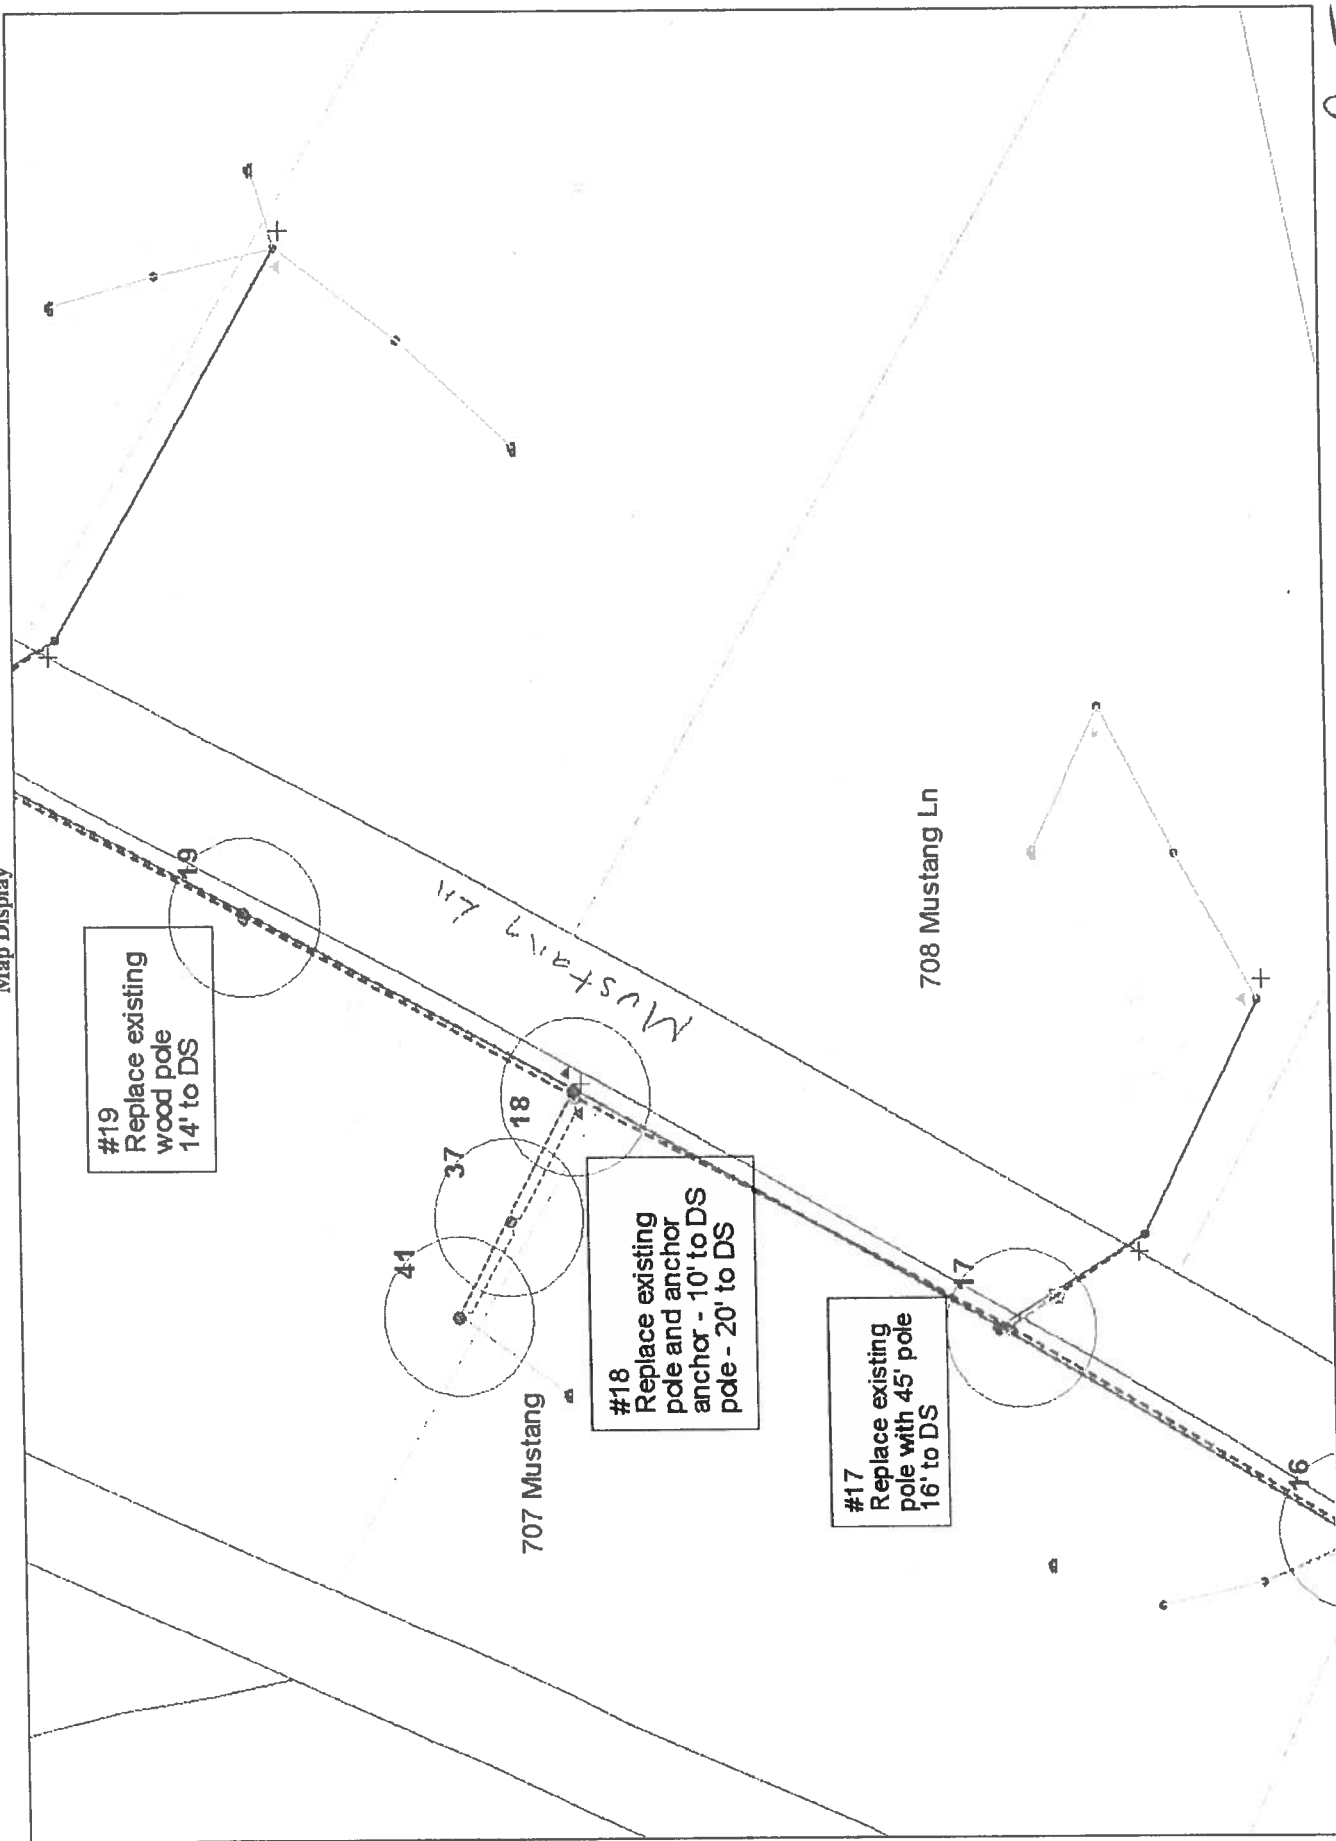 Map Display
#19
Replace existing
wood pole
14' to DS
19
Mustang Ln
18
37
41
#18
Replace existing
pole and anchor
anchor - 10' to DS
pole - 20' to DS
707 Mustang
708 Mustang Ln
17
#17
Replace existing
pole with 45' pole
16' to DS
16